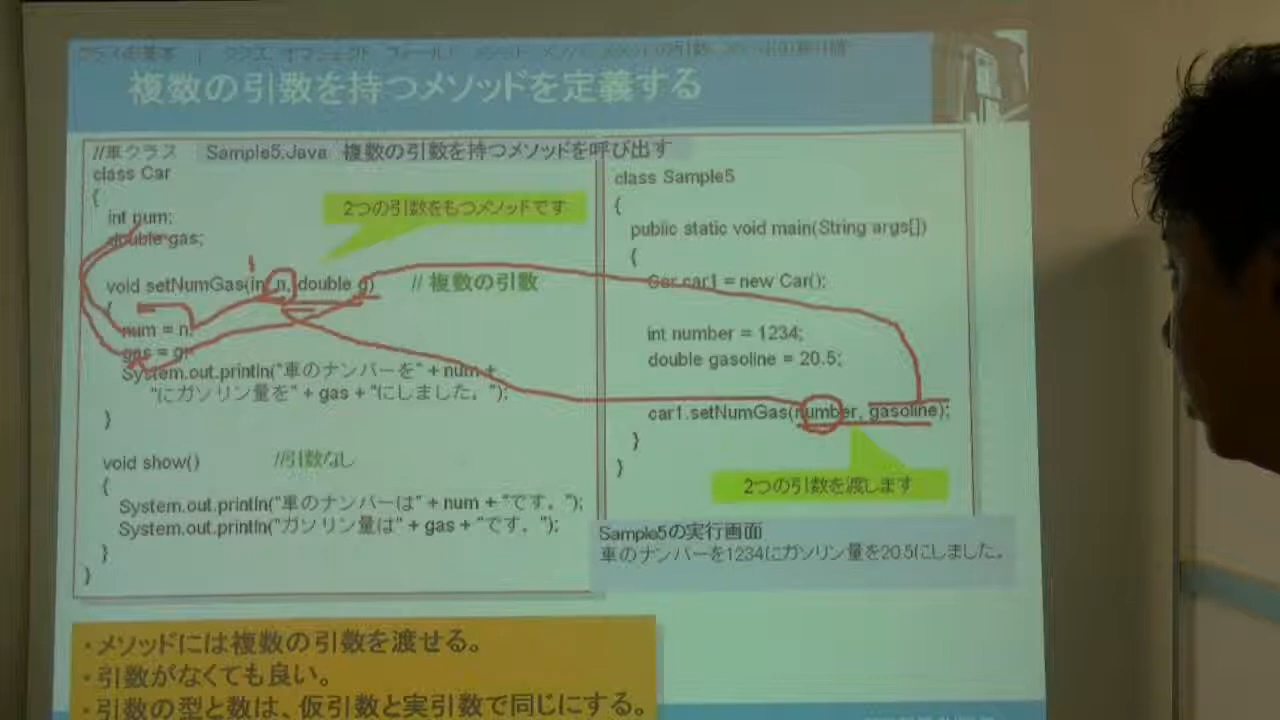 複数の引数を持つメソッドを定義する
//車クラス Sample5.Java 複数の引数を持つメソッドを呼び出す
class Car
{
int num;
double gas;
2つの引数をもつメソッドです
void setNumGas(int n, double g) // 複数の引数
{
num = n;
gas = g;
System.out.println("車のナンバーを" + num +
"にガソリン量を" + gas + "にしました。");
}
void show() //引数なし
{
System.out.println("車のナンバーは" + num + "です。");
System.out.println("ガソリン量は" + gas + "です。");
}
}
class Sample5
{
public static void main(String args[])
{
Car car1 = new Car();
int number = 1234;
double gasoline = 20.5;
car1.setNumGas(number, gasoline);
}
}
2つの引数を渡します
Sample5の実行画面
車のナンバーを1234にガソリン量を20.5にしました。
・メソッドには複数の引数を渡せる。
・引数がなくても良い。
・引数の型と数は、仮引数と実引数で同じにする。